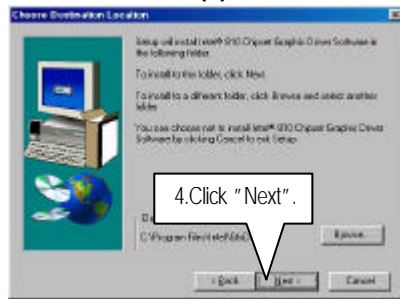 Choose Destination Location
Setup will install Intel® 810 Chipset Graphics Driver Software in
the following folder.
To install to this folder, click Next.
To install to a different folder, click Browse and select another
folder.
You can choose not to install Intel® 810 Chipset Graphics Driver
Software by clicking Cancel to exit Setup.
4.Click "Next".
C:\Program Files\Intel\
Browse...
< Back
Next >
Cancel